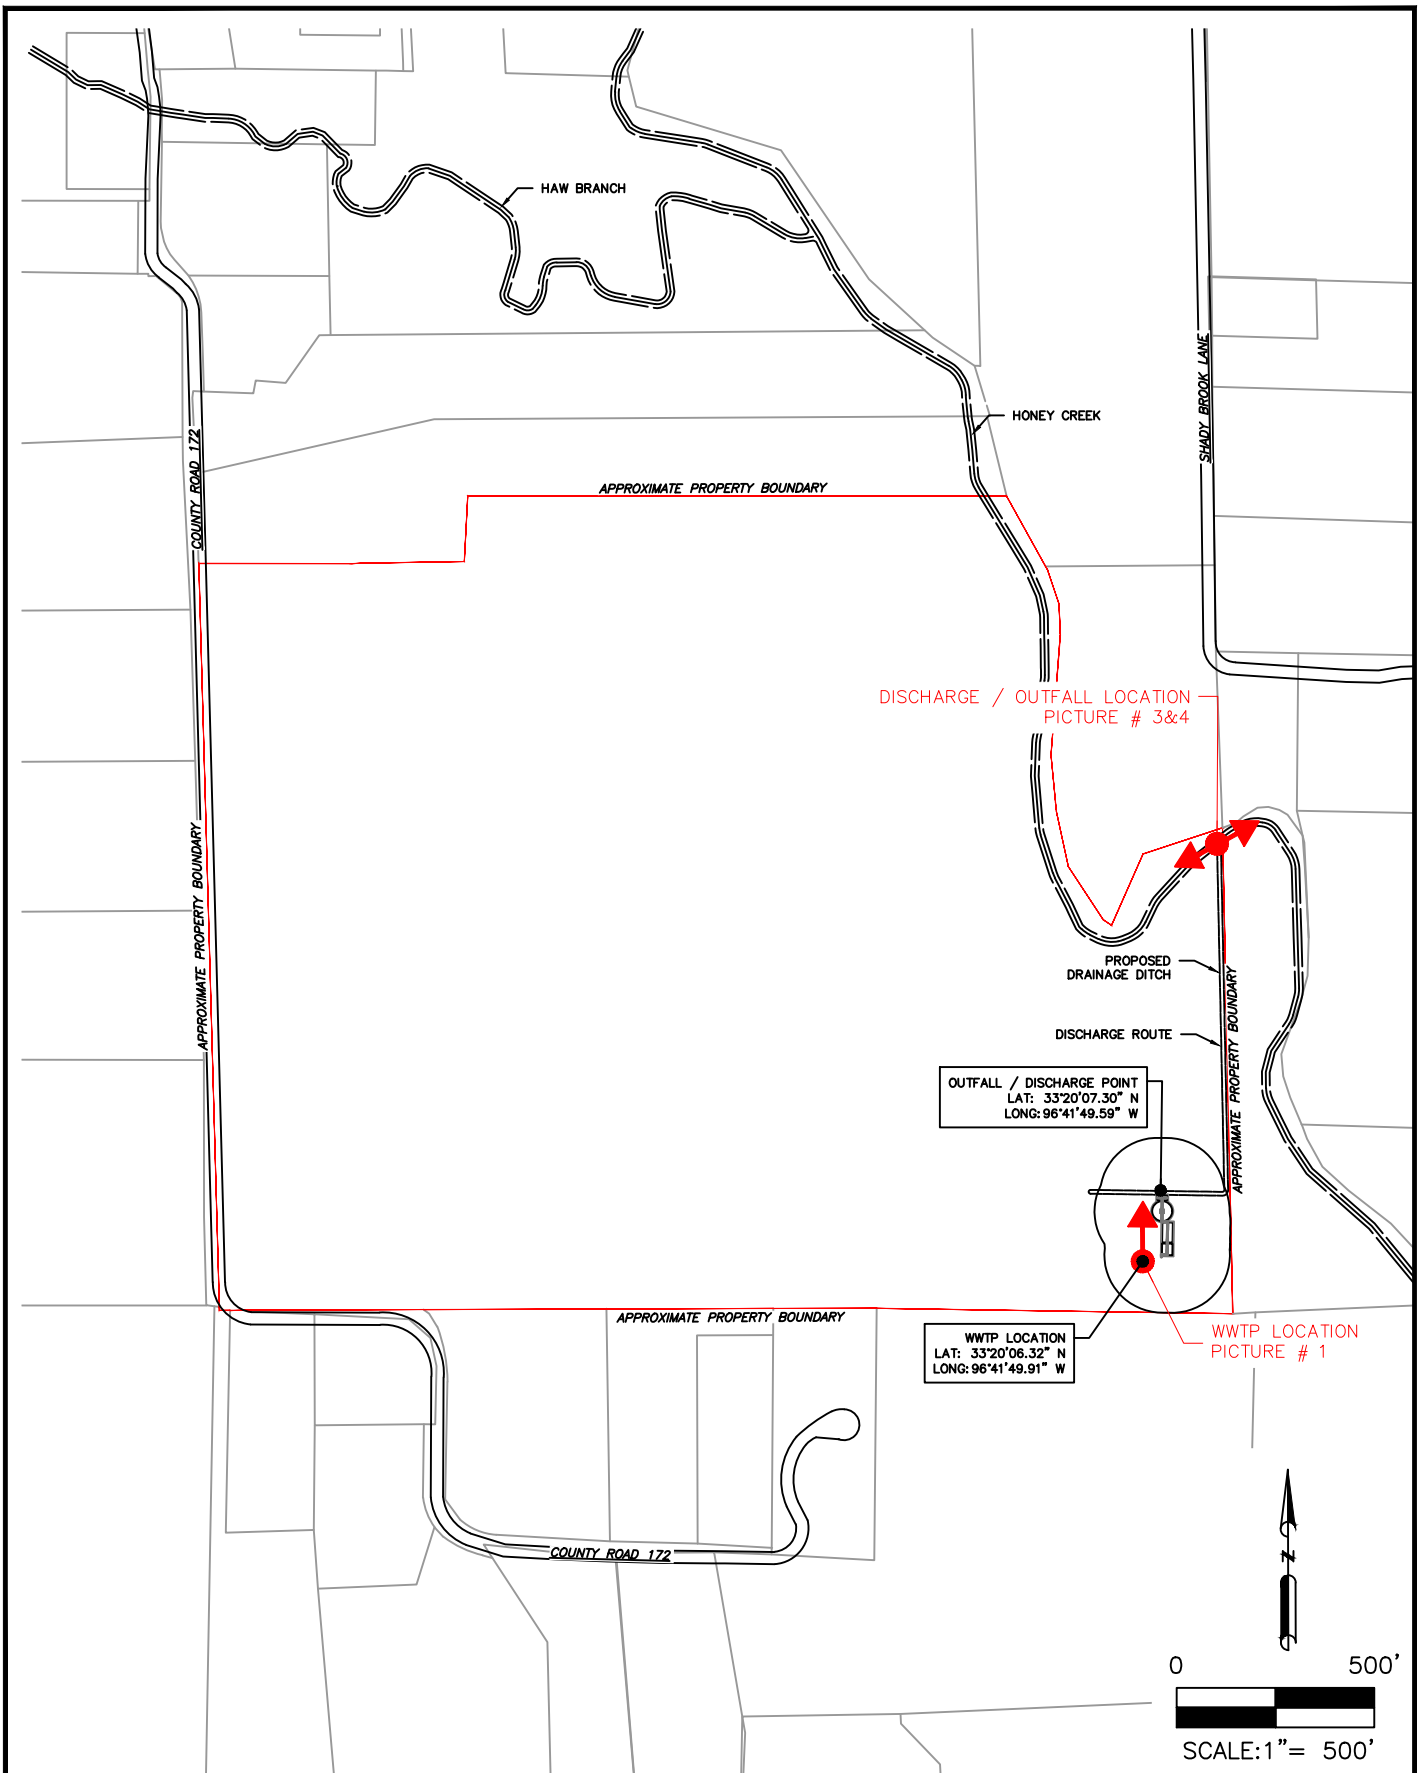 HAW BRANCH
HONEY CREEK
SHADY BROOK LANE
COUNTY ROAD 172
APPROXIMATE PROPERTY BOUNDARY
DISCHARGE / OUTFALL LOCATION
PICTURE # 3&4
APPROXIMATE PROPERTY BOUNDARY
PROPOSED
DRAINAGE DITCH
APPROXIMATE PROPERTY BOUNDARY
DISCHARGE ROUTE
OUTFALL / DISCHARGE POINT
LAT: 33°20'07.30" N
LONG: 96°41'49.59" W
APPROXIMATE PROPERTY BOUNDARY
WWTP LOCATION
LAT: 33°20'06.32" N
LONG: 96°41'49.91" W
WWTP LOCATION
PICTURE # 1
COUNTY ROAD 172
N
0 500'
SCALE:1"= 500'